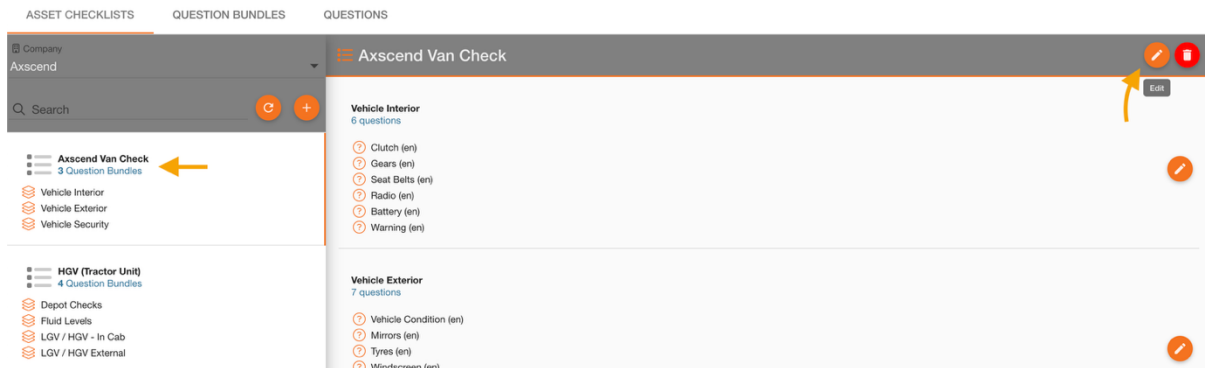 ASSET CHECKLISTS QUESTION BUNDLES QUESTIONS
Company
Axscend
Search
Axscend Van Check
3 Question Bundles
Vehicle Interior
Vehicle Exterior
Vehicle Security
HGV (Tractor Unit)
4 Question Bundles
Depot Checks
Fluid Levels
LGV / HGV - In Cab
LGV / HGV External
Axscend Van Check
Edit
Vehicle Interior
6 questions
Clutch (en)
Gears (en)
Seat Belts (en)
Radio (en)
Battery (en)
Warning (en)
Vehicle Exterior
7 questions
Vehicle Condition (en)
Mirrors (en)
Tyres (en)
Windscreen (en)